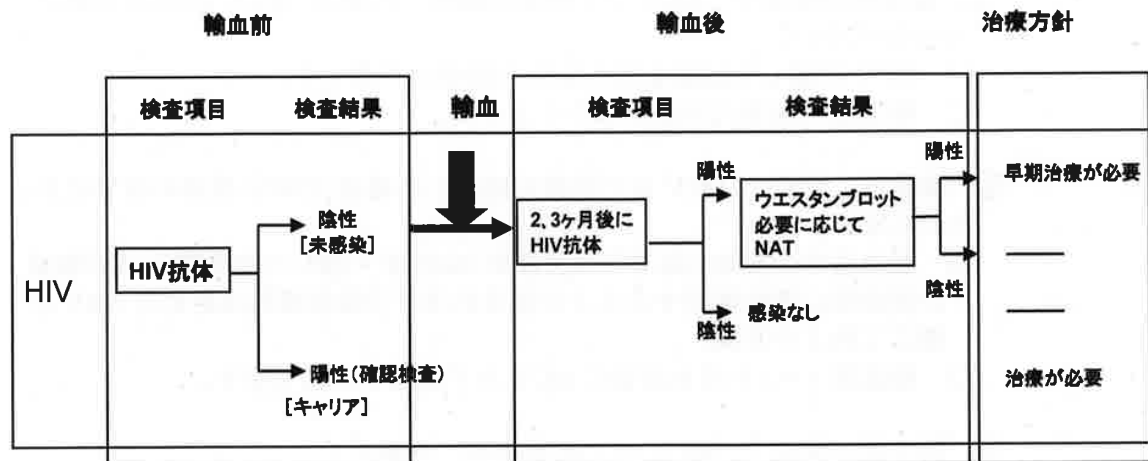 輸血前
輸血後
治療方針
検査項目
検査結果
輸血
検査項目
検査結果
HIV
HIV抗体
陰性
[未感染]
陽性(確認検査)
[キャリア]
2、3ヶ月後に
HIV抗体
陽性
陰性
ウエスタンブロット
必要に応じて
NAT
感染なし
陽性
陰性
早期治療が必要
治療が必要